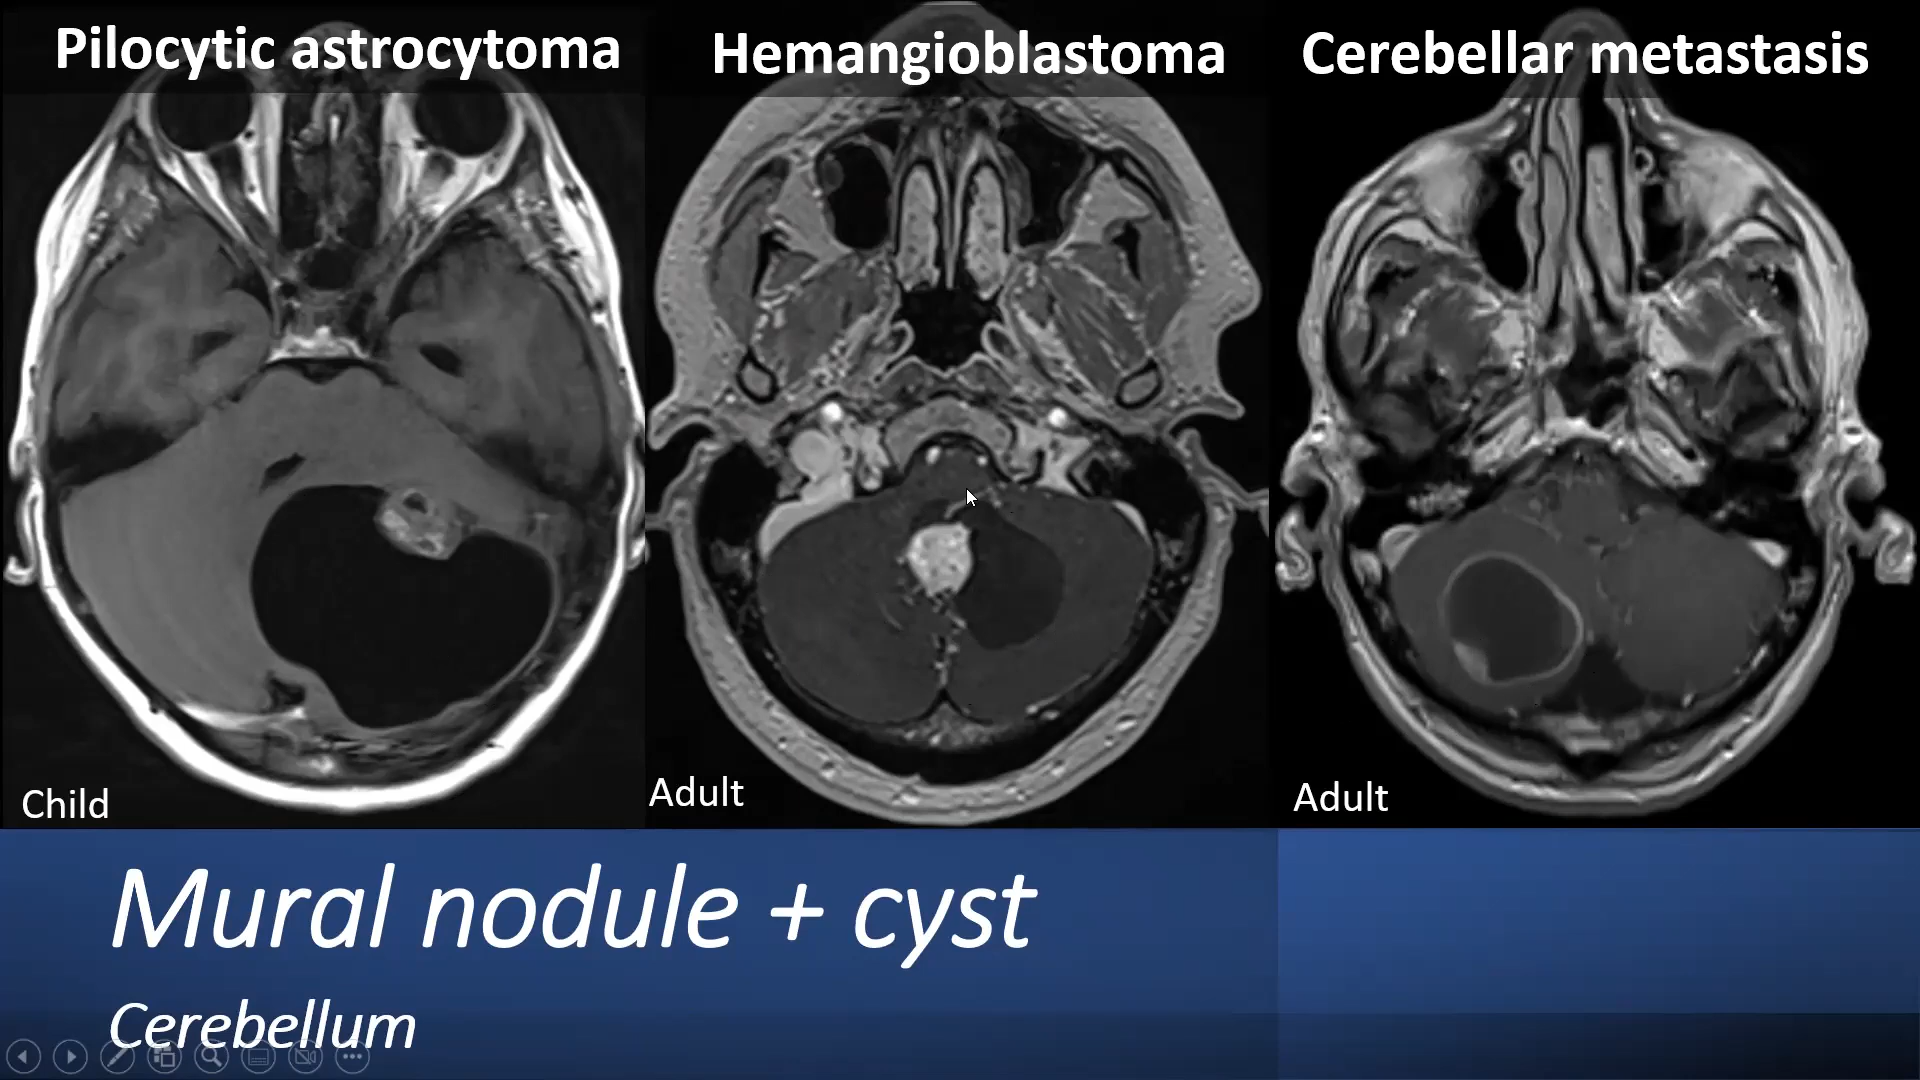 Pilocytic astrocytoma
Hemangioblastoma
Cerebellar metastasis
Child
Adult
Adult
Mural nodule + cyst
Cerebellum